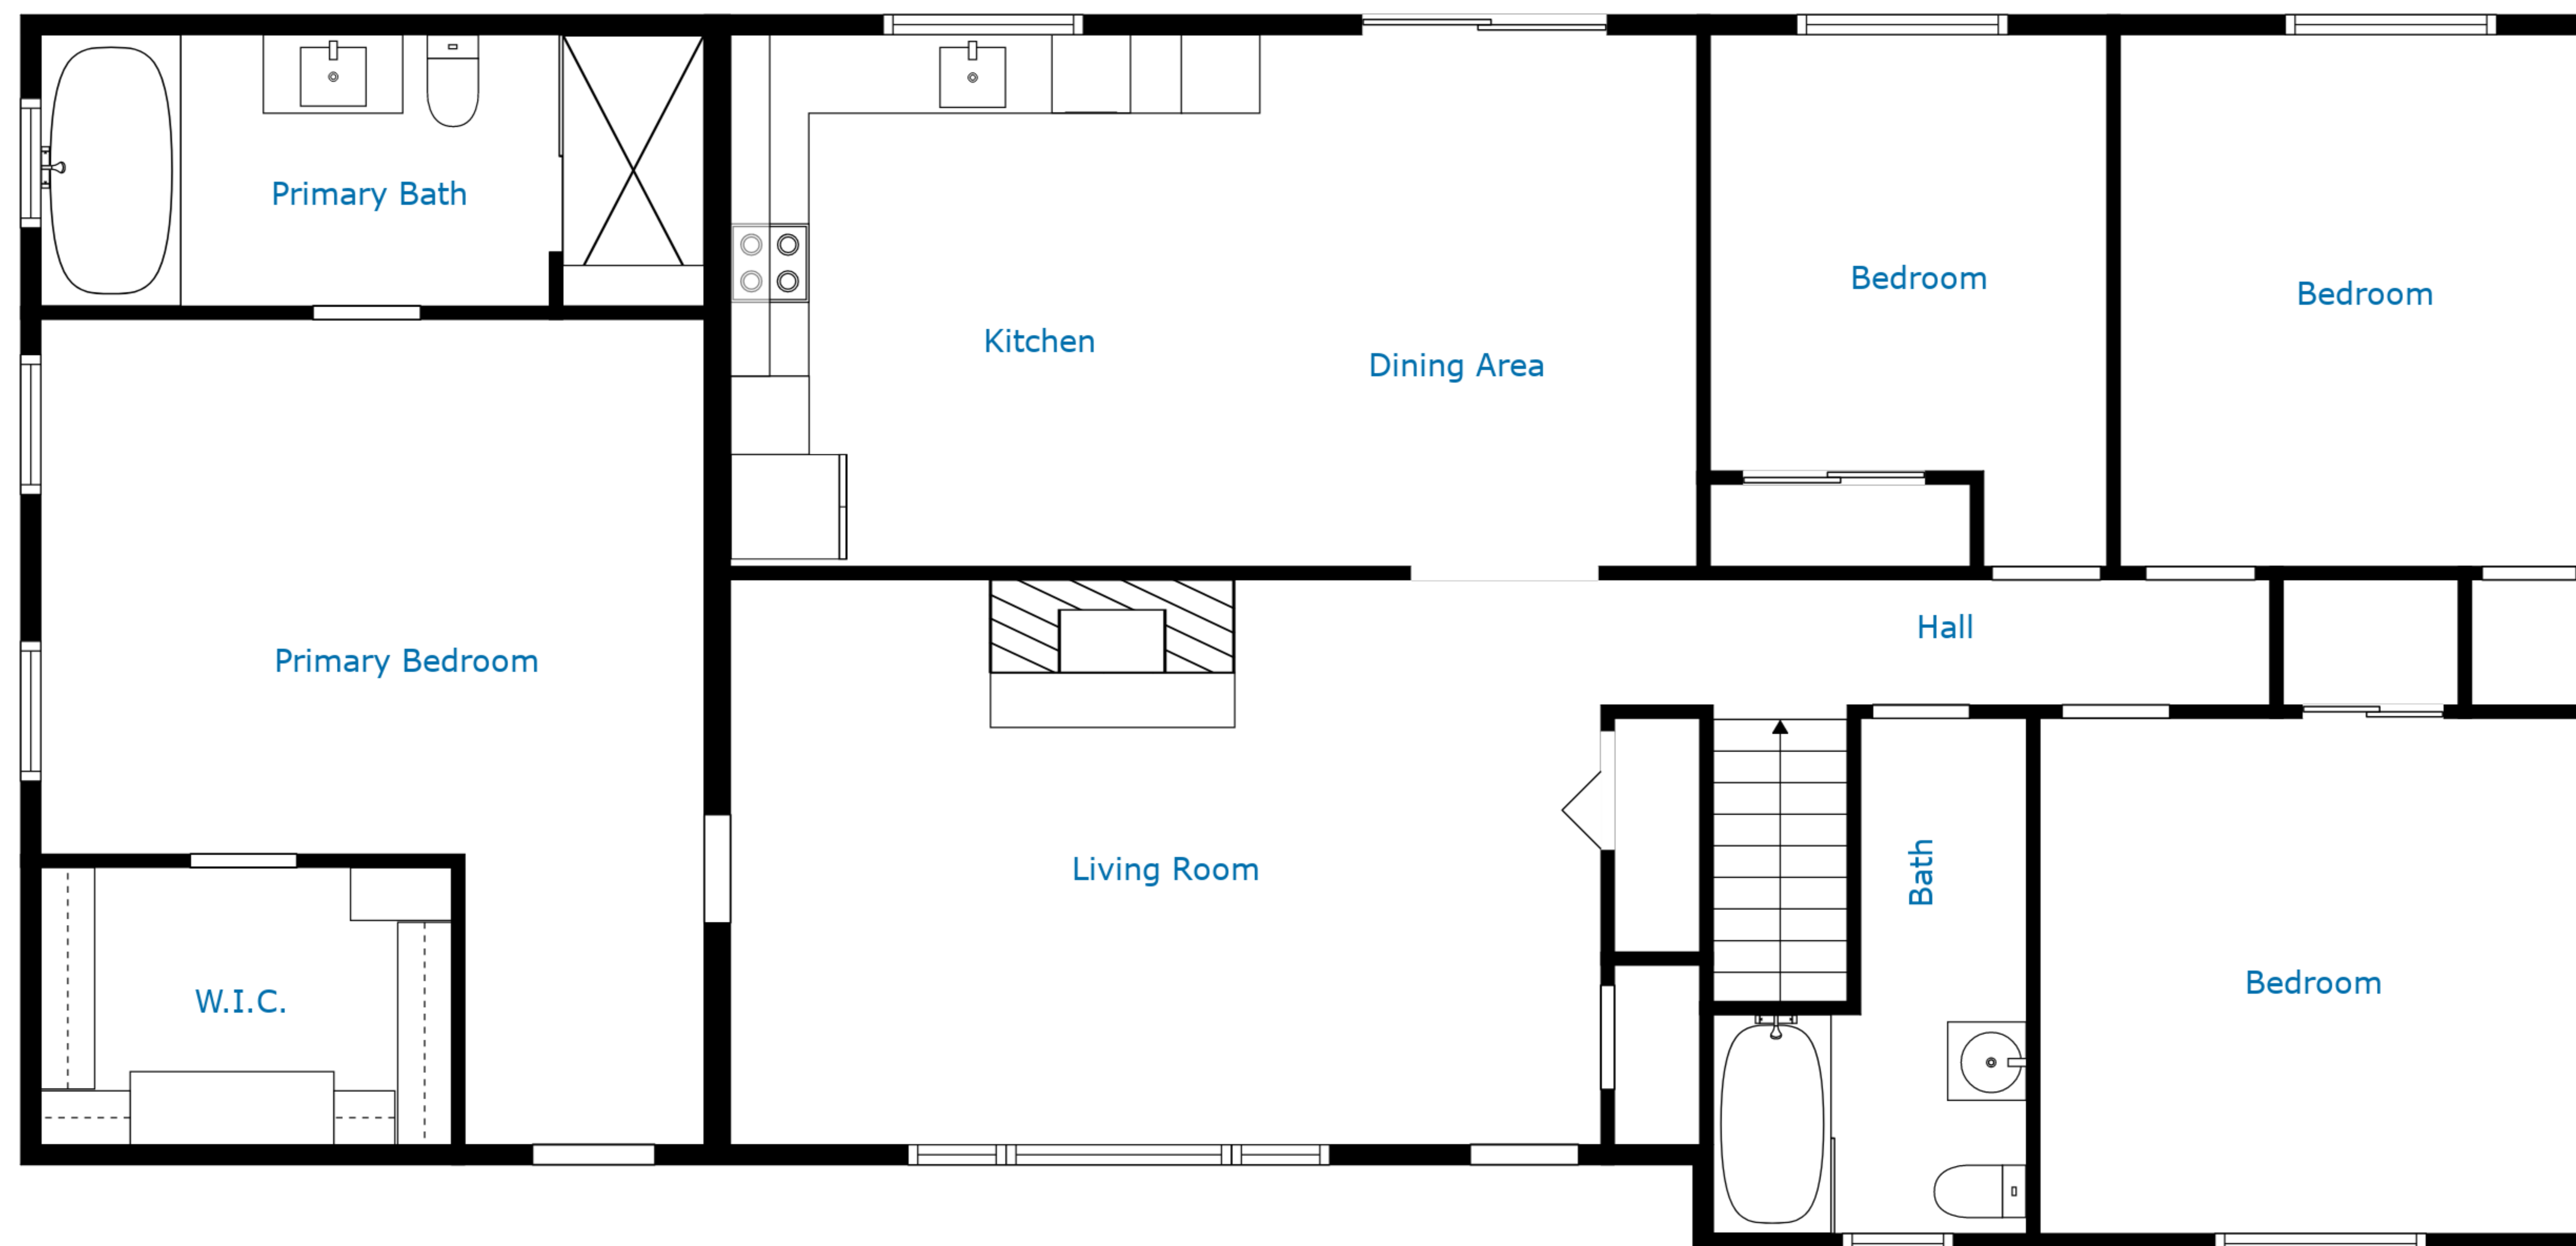 Primary Bath
Bedroom
Bedroom
Kitchen
Dining Area
Hall
Primary Bedroom
Living Room
Bath
W.I.C.
Bedroom